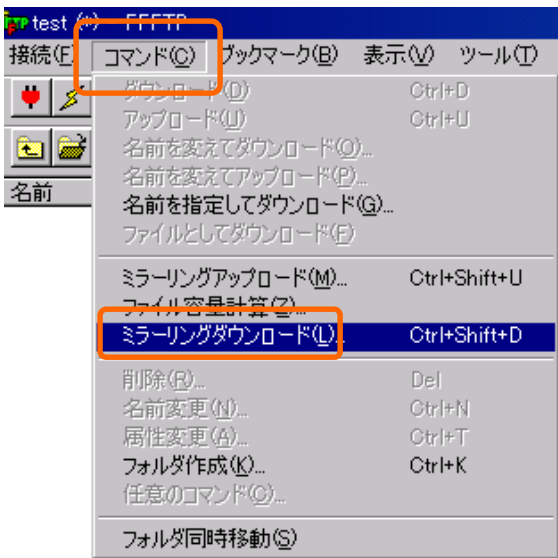 test (*) - FFFTP
接続(F) コマンド(C) ブックマーク(B) 表示(V) ツール(T)
ダウンロード(D) Ctrl+D
アップロード(U) Ctrl+U
名前を変えてダウンロード(O)...
名前を変えてアップロード(P)...
名前
名前を指定してダウンロード(G)...
ファイルとしてダウンロード(F)
ミラーリングアップロード(M)... Ctrl+Shift+U
ファイル容量計算(Z)...
ミラーリングダウンロード(L)... Ctrl+Shift+D
削除(R)... Del
名前変更(N)... Ctrl+N
属性変更(A)... Ctrl+T
フォルダ作成(K)... Ctrl+K
任意のコマンド(C)...
フォルダ同時移動(S)